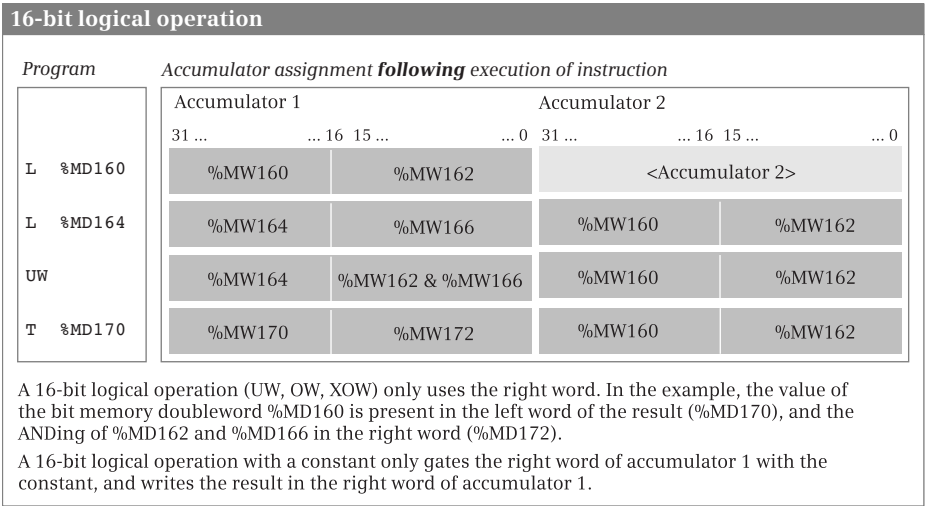 16-bit logical operation
Program Accumulator assignment following execution of instruction
Accumulator 1 Accumulator 2
31 ... ... 16 15 ... ... 0 31 ... ... 16 15 ... ... 0
L %MD160 %MW160 %MW162 <Accumulator 2>
L %MD164 %MW164 %MW166 %MW160 %MW162
UW %MW164 %MW162 & %MW166 %MW160 %MW162
T %MD170 %MW170 %MW172 %MW160 %MW162
A 16-bit logical operation (UW, OW, XOW) only uses the right word. In the example, the value of
the bit memory doubleword %MD160 is present in the left word of the result (%MD170), and the
ANDing of %MD162 and %MD166 in the right word (%MD172).
A 16-bit logical operation with a constant only gates the right word of accumulator 1 with the
constant, and writes the result in the right word of accumulator 1.